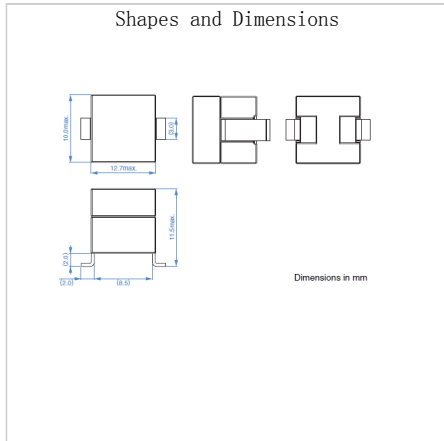 Shapes and Dimensions
10.0max.
(3.0)
12.7max.
11.5max.
(2.0)
(2.0)
(8.5)
Dimensions in mm